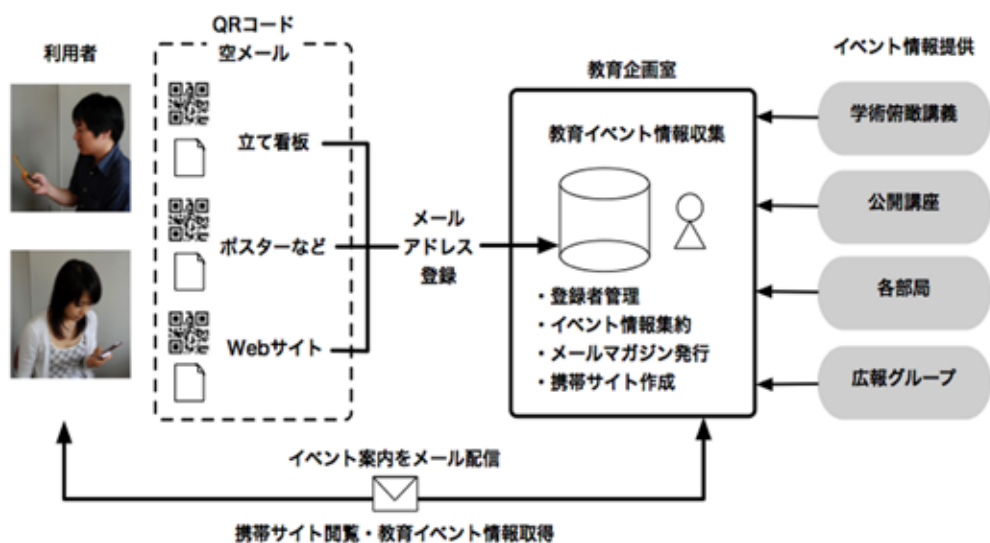 利用者
QRコード
空メール
立て看板
ポスターなど
Webサイト
メール
アドレス
登録
教育企画室
教育イベント情報収集
・登録者管理
・イベント情報集約
・メールマガジン発行
・携帯サイト作成
イベント情報提供
学術俯瞰講義
公開講座
各部局
広報グループ
イベント案内をメール配信
携帯サイト閲覧・教育イベント情報取得